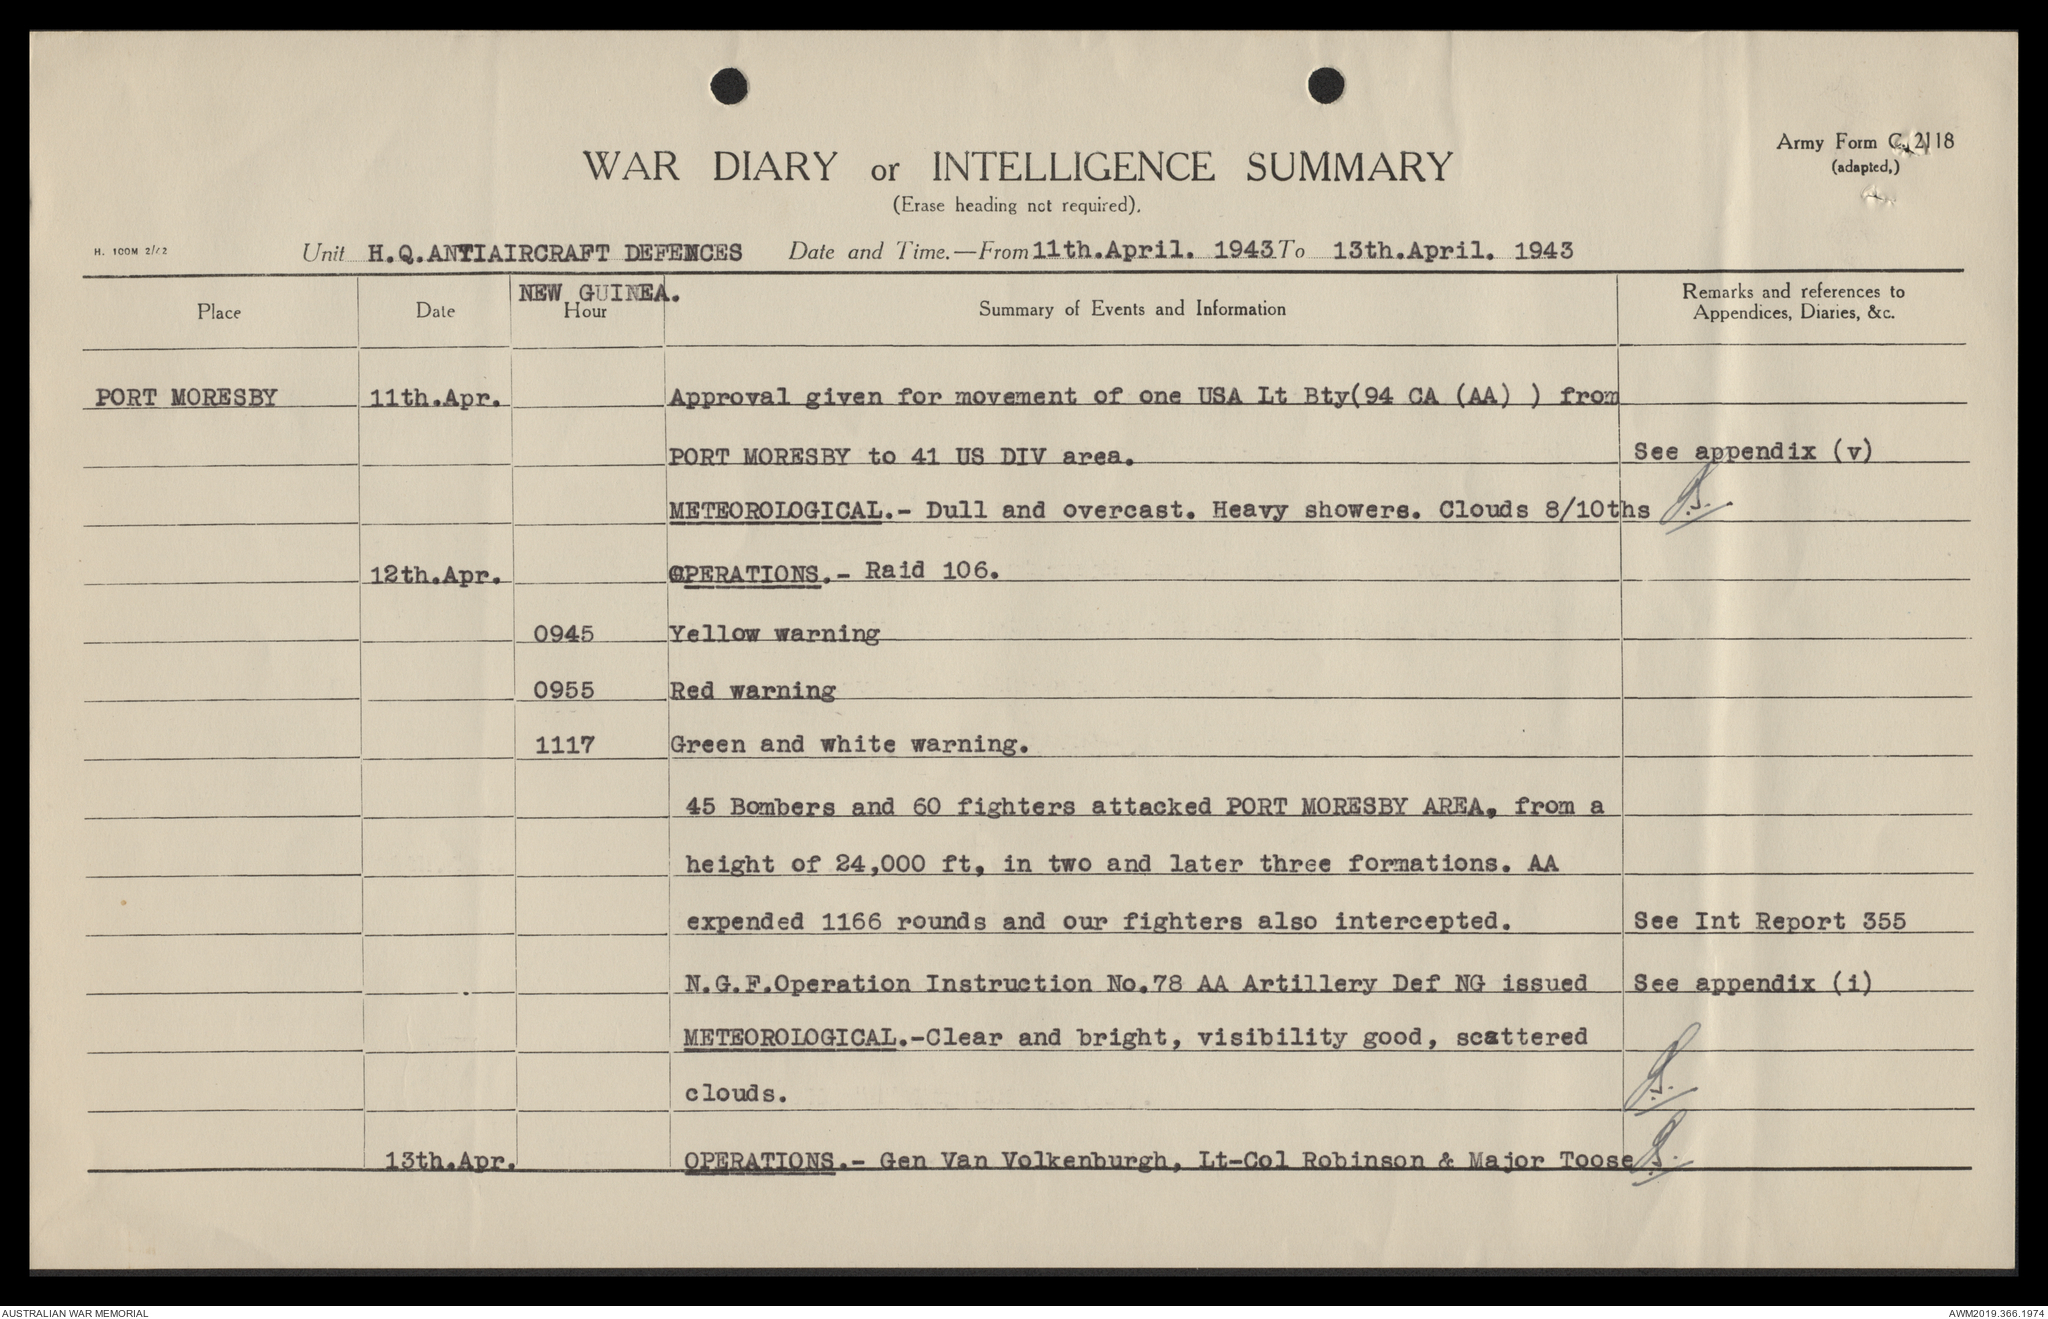 Army Form C. 2118
(adapted.)
WAR DIARY or INTELLIGENCE SUMMARY
(Erase heading not required).
H. 100M 2/42
Unit H.Q.ANTIAIRCRAFT DEFENCES Date and Time.—From 11th.April. 1943 To 13th.April. 1943
NEW GUINEA.
Place Date Hour Summary of Events and Information Remarks and references to
Appendices, Diaries, &c.
PORT MORESBY 11th.Apr. Approval given for movement of one USA Lt Bty(94 CA (AA) ) from
PORT MORESBY to 41 US DIV area. See appendix (v)
METEOROLOGICAL.- Dull and overcast. Heavy showers. Clouds 8/10ths
12th.Apr. OPERATIONS.- Raid 106.
0945 Yellow warning
0955 Red warning
1117 Green and white warning.
45 Bombers and 60 fighters attacked PORT MORESBY AREA, from a
height of 24,000 ft, in two and later three formations. AA
expended 1166 rounds and our fighters also intercepted. See Int Report 355
N.G.F.Operation Instruction No.78 AA Artillery Def NG issued See appendix (i)
METEOROLOGICAL.-Clear and bright, visibility good, scattered
clouds.
13th.Apr. OPERATIONS.- Gen Van Volkenburgh, Lt-Col Robinson & Major Toose
AUSTRALIAN WAR MEMORIAL AWM2019.366.1974